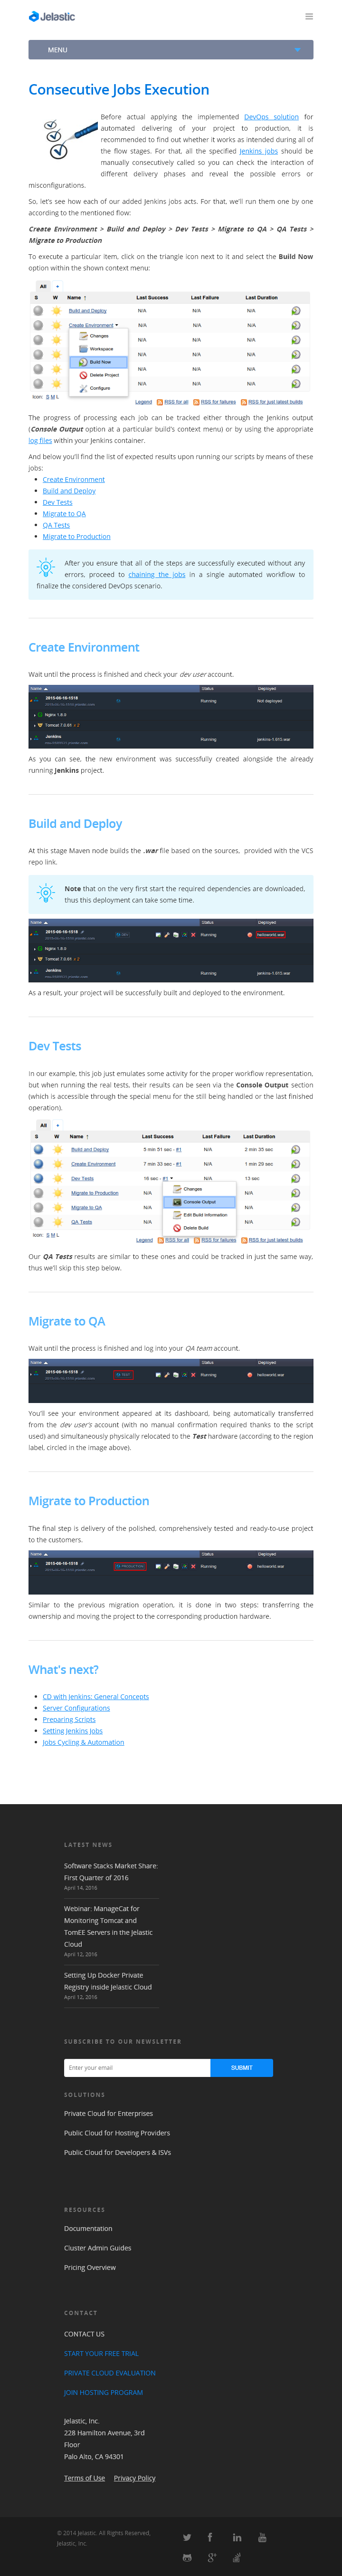 Jelastic
MENU
Consecutive Jobs Execution
Before actual applying the implemented DevOps solution for
automated delivering of your project to production, it is
recommended to find out whether it works as intended during all of
the flow stages. For that, all the specified Jenkins jobs should be
manually consecutively called so you can check the interaction of
different delivery phases and reveal the possible errors or
misconfigurations.
So, let's see how each of our added Jenkins jobs acts. For that, we'll run them one by one
according to the mentioned flow:
Create Environment > Build and Deploy > Dev Tests > Migrate to QA > QA Tests >
Migrate to Production
To execute a particular item, click on the triangle icon next to it and select the Build Now
option within the shown context menu:
All +
S W Name ↑ Last Success Last Failure Last Duration
Build and Deploy N/A N/A N/A
Create Environment N/A N/A N/A
Changes N/A N/A N/A
Workspace
Build Now N/A N/A N/A
Delete Project N/A N/A N/A
Configure N/A N/A N/A
Icon: S M L Legend RSS for all RSS for failures RSS for just latest builds
The progress of processing each job can be tracked either through the Jenkins output
(Console Output option at a particular build's context menu) or by using the appropriate
log files within your Jenkins container.
And below you'll find the list of expected results upon running our scripts by means of these
jobs:
Create Environment
Build and Deploy
Dev Tests
Migrate to QA
QA Tests
Migrate to Production
After you ensure that all of the steps are successfully executed without any
errors, proceed to chaining the jobs in a single automated workflow to
finalize the considered DevOps scenario.
Create Environment
Wait until the process is finished and check your dev user account.
Name Status Deployed
2015-06-10-1518 Running Not deployed
Nginx 1.8.0
Tomcat 7.0.61 x 2
Jenkins Running jenkins-1.613.war
As you can see, the new environment was successfully created alongside the already
running Jenkins project.
Build and Deploy
At this stage Maven node builds the .war file based on the sources, provided with the VCS
repo link.
Note that on the very first start the required dependencies are downloaded,
thus this deployment can take some time.
2015-06-10-1518 Running helloworld.war
Nginx 1.8.0
Tomcat 7.0.61 x 2
Jenkins Running jenkins-1.613.war
As a result, your project will be successfully built and deployed to the environment.
Dev Tests
In our example, this job just emulates some activity for the proper workflow representation,
but when running the real tests, their results can be seen via the Console Output section
(which is accessible through the special menu for the still being handled or the last finished
operation).
All +
S W Name ↑ Last Success Last Failure Last Duration
Build and Deploy 5 min 51 sec - #1 N/A 2 min 35 sec
Create Environment 7 min 33 sec - #1 N/A 1 min 29 sec
Dev Tests 16 sec - #1 N/A 13 sec
Migrate to Production N/A Changes N/A
Migrate to QA N/A Console Output N/A
Edit Build Information
QA Tests N/A Delete Build N/A
Icon: S M L Legend RSS for all RSS for failures RSS for just latest builds
Our QA Tests results are similar to these ones and could be tracked in just the same way,
thus we'll skip this step below.
Migrate to QA
Wait until the process is finished and log into your QA team account.
Name Status Deployed
2015-06-10-1518 TEST Running helloworld.war
You'll see your environment appeared at its dashboard, being automatically transferred
from the dev user's account (with no manual confirmation required thanks to the script
used) and simultaneously physically relocated to the Test hardware (according to the region
label, circled in the image above).
Migrate to Production
The final step is delivery of the polished, comprehensively tested and ready-to-use project
to the customers.
Name Status Deployed
2015-06-10-1518 PRODUCTION Running helloworld.war
Similar to the previous migration operation, it is done in two steps: transferring the
ownership and moving the project to the corresponding production hardware.
What's next?
CD with Jenkins: General Concepts
Server Configurations
Preparing Scripts
Setting Jenkins Jobs
Jobs Cycling & Automation
LATEST NEWS
Software Stacks Market Share:
First Quarter of 2016
April 14, 2016
Webinar: ManageCat for
Monitoring Tomcat and
TomEE Servers in the Jelastic
Cloud
April 12, 2016
Setting Up Docker Private
Registry inside Jelastic Cloud
April 12, 2016
SUBSCRIBE TO OUR NEWSLETTER
Enter your email SUBMIT
SOLUTIONS
Private Cloud for Enterprises
Public Cloud for Hosting Providers
Public Cloud for Developers & ISVs
RESOURCES
Documentation
Cluster Admin Guides
Pricing Overview
CONTACT
CONTACT US
START YOUR FREE TRIAL
PRIVATE CLOUD EVALUATION
JOIN HOSTING PROGRAM
Jelastic, Inc.
228 Hamilton Avenue, 3rd
Floor
Palo Alto, CA 94301
Terms of Use Privacy Policy
© 2014 Jelastic. All Rights Reserved,
Jelastic, Inc.